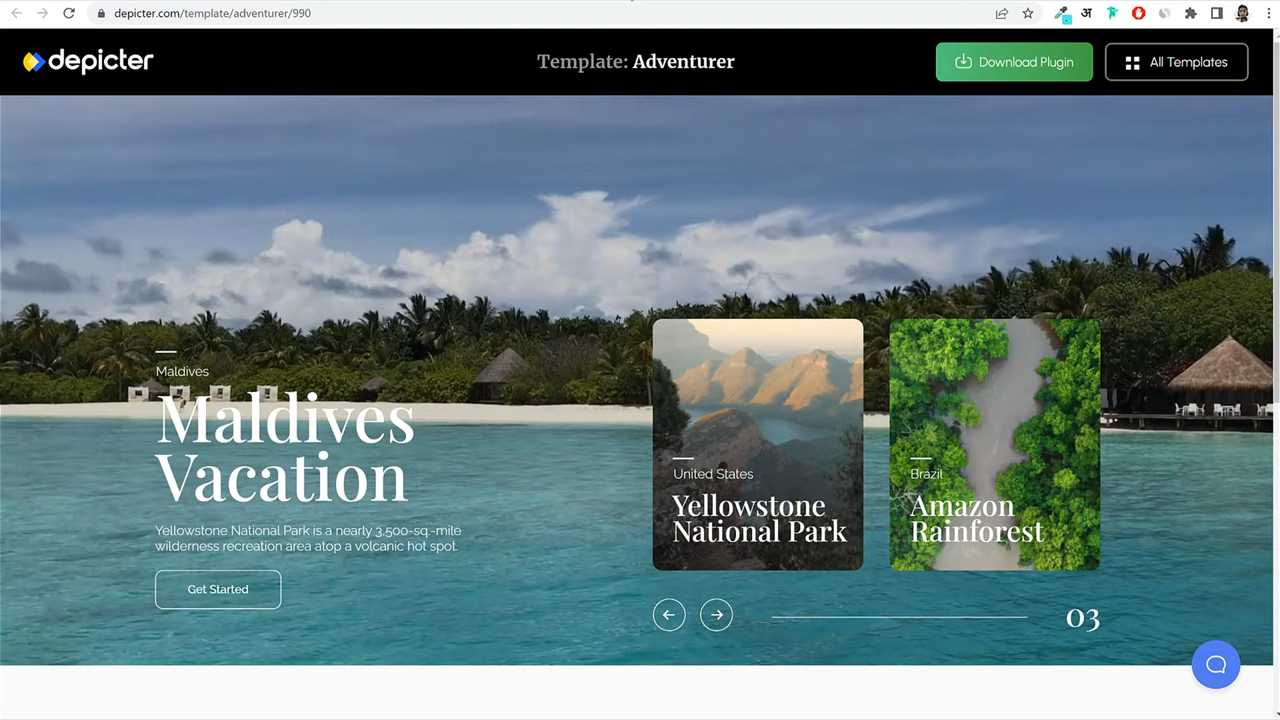 depicter.com/template/adventurer/990
अ
depicter
Template: Adventurer
Download Plugin
All Templates
Maldives
Maldives
Vacation
Yellowstone National Park is a nearly 3,500-sq.-mile
wilderness recreation area atop a volcanic hot spot.
Get Started
United States
Yellowstone
National Park
Brazil
Amazon
Rainforest
03